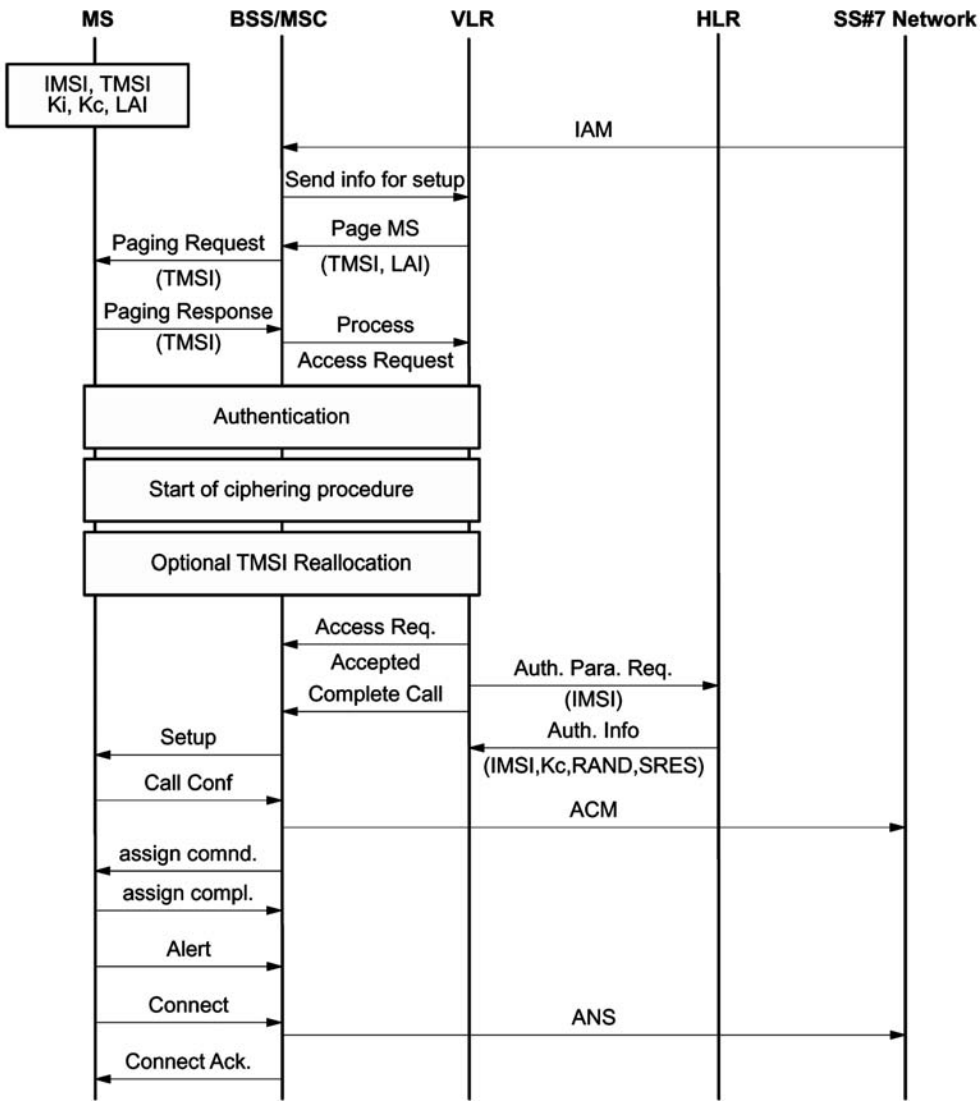 MS
BSS/MSC
VLR
HLR
SS#7 Network
IMSI, TMSI
Ki, Kc, LAI
IAM
Send info for setup
Page MS
(TMSI, LAI)
Paging Request
(TMSI)
Paging Response
(TMSI)
Process
Access Request
Authentication
Start of ciphering procedure
Optional TMSI Reallocation
Access Req.
Accepted
Auth. Para. Req.
(IMSI)
Complete Call
Auth. Info
(IMSI,Kc,RAND,SRES)
Setup
Call Conf
ACM
assign comnd.
assign compl.
Alert
Connect
ANS
Connect Ack.